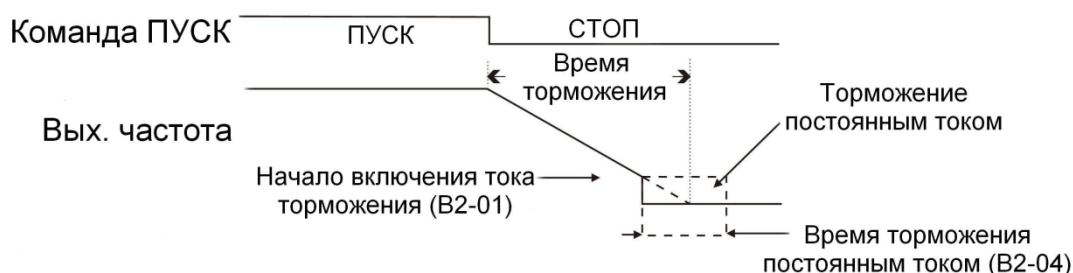 Команда ПУСК
ПУСК
СТОП
Время
торможения
Вых. частота
Торможение
постоянным током
Начало включения тока
торможения (B2-01)
Время торможения
постоянным током (B2-04)